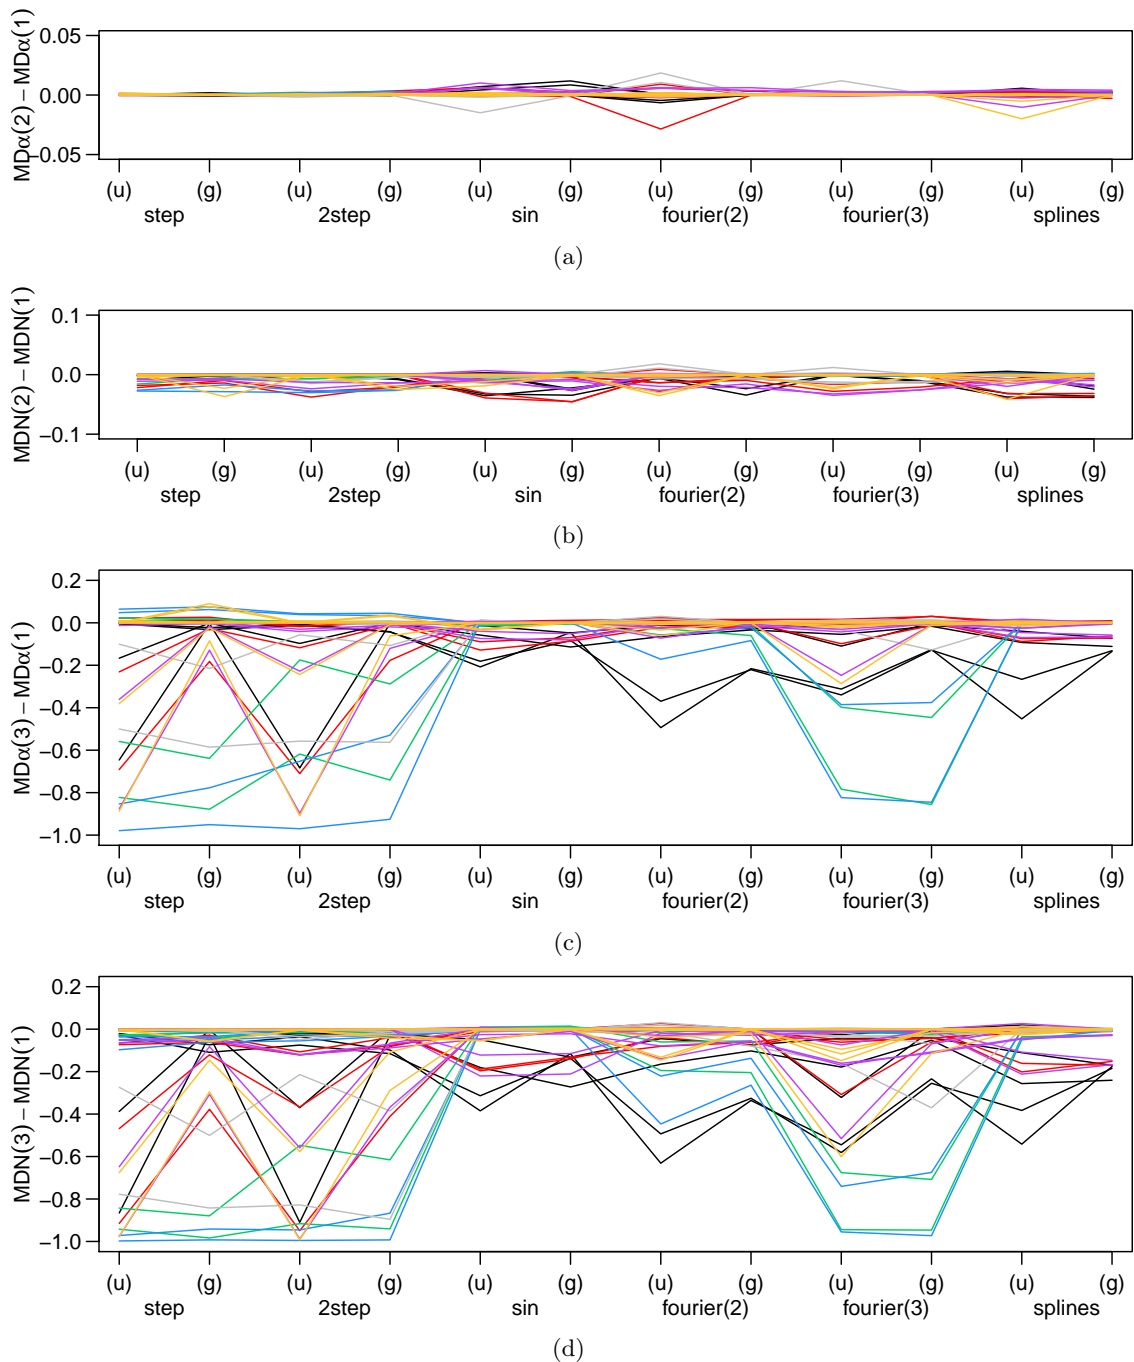 MDα(2) − MDα(1)
0.05
0.00
−0.05
(u) (g) (u) (g) (u) (g) (u) (g) (u) (g) (u) (g)
step 2step sin fourier(2) fourier(3) splines
(a)
MDN(2) − MDN(1)
0.1
0.0
−0.1
(u) (g) (u) (g) (u) (g) (u) (g) (u) (g) (u) (g)
step 2step sin fourier(2) fourier(3) splines
(b)
MDα(3) − MDα(1)
0.2
0.0
−0.2
−0.4
−0.6
−0.8
−1.0
(u) (g) (u) (g) (u) (g) (u) (g) (u) (g) (u) (g)
step 2step sin fourier(2) fourier(3) splines
(c)
MDN(3) − MDN(1)
0.2
0.0
−0.2
−0.4
−0.6
−0.8
−1.0
(u) (g) (u) (g) (u) (g) (u) (g) (u) (g) (u) (g)
step 2step sin fourier(2) fourier(3) splines
(d)